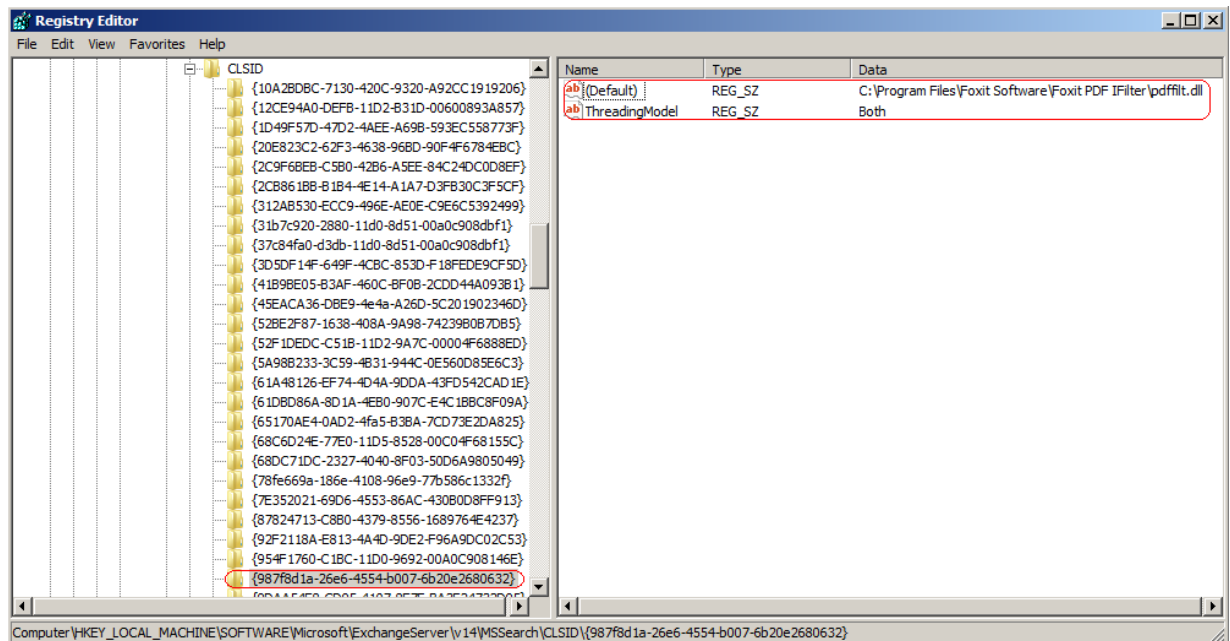 Registry Editor
File Edit View Favorites Help
CLSID
{10A2BDBC-7130-420C-9320-A92CC1919206}
{12CE94A0-DEFB-11D2-B31D-00600893A857}
{1D49F57D-47D2-4AEE-A69B-593EC558773F}
{20E823C2-62F3-4638-96BD-90F4F6784EBC}
{2C9F6BEB-C5B0-42B6-A5EE-84C24DC0D8EF}
{2CB861BB-B1B4-4E14-A1A7-D3FB30C3F5CF}
{312AB530-ECC9-496E-AE0E-C9E6C5392499}
{31b7c920-2880-11d0-8d51-00a0c908dbf1}
{37c84fa0-d3db-11d0-8d51-00a0c908dbf1}
{3D5DF14F-649F-4CBC-853D-F18FEDE9CF5D}
{41B9BE05-B3AF-460C-BF0B-2CDD44A093B1}
{45EACA36-DBE9-4e4a-A26D-5C201902346D}
{52BE2F87-1638-408A-9A98-74239B0B7DB5}
{52F1DEDC-C51B-11D2-9A7C-00004F6888ED}
{5A98B233-3C59-4B31-944C-0E560D85E6C3}
{61A48126-EF74-4D4A-9DDA-43FD542CAD1E}
{61DBD86A-8D1A-4EB0-907C-E4C1BBC8F09A}
{65170AE4-0AD2-4fa5-B3BA-7CD73E2DA825}
{68C6D24E-77E0-11D5-8528-00C04F68155C}
{68DC71DC-2327-4040-8F03-50D6A9805049}
{78fe669a-186e-4108-96e9-77b586c1332f}
{7E352021-69D6-4553-86AC-430B0D8FF913}
{87824713-C8B0-4379-8556-1689764E4237}
{92F2118A-E813-4A4D-9DE2-F96A9DC02C53}
{954F1760-C1BC-11D0-9692-00A0C908146E}
{987f8d1a-26e6-4554-b007-6b20e2680632}
Name Type Data
(Default) REG_SZ C:\Program Files\Foxit Software\Foxit PDF IFilter\pdffilt.dll
ThreadingModel REG_SZ Both
Computer\HKEY_LOCAL_MACHINE\SOFTWARE\Microsoft\ExchangeServer\v14\MSSearch\CLSID\{987f8d1a-26e6-4554-b007-6b20e2680632}